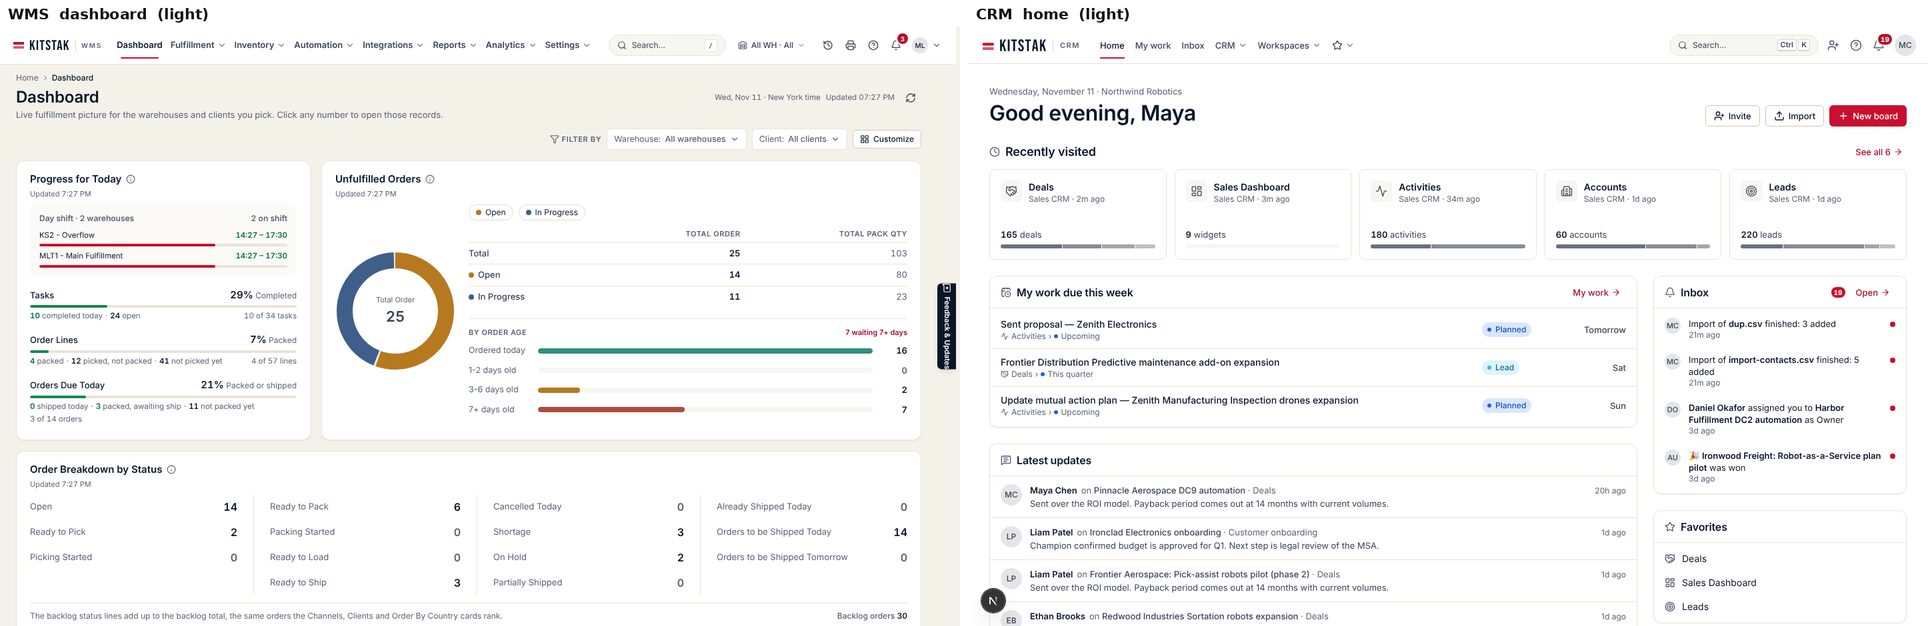 WMS dashboard (light)
KITSTAK WMS
Dashboard Fulfillment Inventory Automation Integrations Reports Analytics Settings
Search... /
All WH · All
3
ML
Home > Dashboard
Dashboard
Live fulfillment picture for the warehouses and clients you pick. Click any number to open those records.
Wed, Nov 11 · New York time Updated 07:27 PM
FILTER BY Warehouse: All warehouses Client: All clients Customize
Progress for Today
Updated 7:27 PM
Day shift · 2 warehouses 2 on shift
KS2 - Overflow 14:27 – 17:30
MLT1 - Main Fulfillment 14:27 – 17:30
Tasks 29% Completed
10 completed today · 24 open 10 of 34 tasks
Order Lines 7% Packed
4 packed · 12 picked, not packed · 41 not picked yet 4 of 57 lines
Orders Due Today 21% Packed or shipped
0 shipped today · 3 packed, awaiting ship · 11 not packed yet
3 of 14 orders
Unfulfilled Orders
Updated 7:27 PM
Open In Progress
Total Order
25
TOTAL ORDER TOTAL PACK QTY
Total 25 103
Open 14 80
In Progress 11 23
BY ORDER AGE 7 waiting 7+ days
Ordered today 16
1-2 days old 0
3-6 days old 2
7+ days old 7
Feedback & Updates
Order Breakdown by Status
Updated 7:27 PM
Open 14
Ready to Pick 2
Picking Started 0
Ready to Pack 6
Packing Started 0
Ready to Load 0
Ready to Ship 3
Cancelled Today 0
Shortage 3
On Hold 2
Partially Shipped 0
Already Shipped Today 0
Orders to be Shipped Today 14
Orders to be Shipped Tomorrow 0
The backlog status lines add up to the backlog total, the same orders the Channels, Clients and Order By Country cards rank. Backlog orders 30
CRM home (light)
KITSTAK CRM
Home My work Inbox CRM Workspaces
Search... Ctrl K
19
MC
Wednesday, November 11 · Northwind Robotics
Good evening, Maya
Invite Import + New board
Recently visited
See all 6 →
Deals
Sales CRM · 2m ago
165 deals
Sales Dashboard
Sales CRM · 3m ago
9 widgets
Activities
Sales CRM · 34m ago
180 activities
Accounts
Sales CRM · 1d ago
60 accounts
Leads
Sales CRM · 1d ago
220 leads
My work due this week My work →
Sent proposal — Zenith Electronics Planned Tomorrow
Activities › Upcoming
Frontier Distribution Predictive maintenance add-on expansion Lead Sat
Deals › This quarter
Update mutual action plan — Zenith Manufacturing Inspection drones expansion Planned Sun
Activities › Upcoming
Latest updates
MC Maya Chen on Pinnacle Aerospace DC9 automation · Deals 20h ago
Sent over the ROI model. Payback period comes out at 14 months with current volumes.
LP Liam Patel on Ironclad Electronics onboarding · Customer onboarding 1d ago
Champion confirmed budget is approved for Q1. Next step is legal review of the MSA.
LP Liam Patel on Frontier Aerospace: Pick-assist robots pilot (phase 2) · Deals 1d ago
Sent over the ROI model. Payback period comes out at 14 months with current volumes.
EB Ethan Brooks on Redwood Industries Sortation robots expansion · Deals 1d ago
N
Inbox 19 Open →
MC Import of dup.csv finished: 3 added
21m ago
MC Import of import-contacts.csv finished: 5
added
21m ago
DO Daniel Okafor assigned you to Harbor
Fulfillment DC2 automation as Owner
3d ago
AU 🎉 Ironwood Freight: Robot-as-a-Service plan
pilot was won
3d ago
Favorites
Deals
Sales Dashboard
Leads